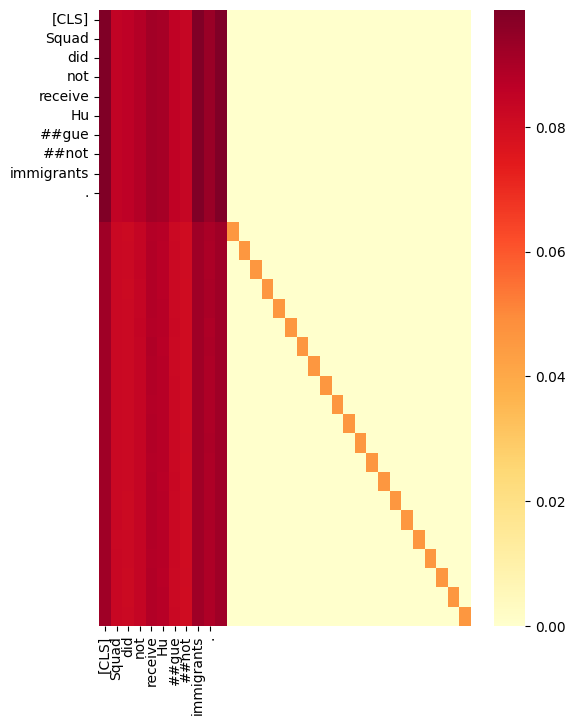 [CLS]
Squad
did
not
receive
Hu
##gue
##not
immigrants
.
0.08
0.06
0.04
0.02
0.00
[CLS]
Squad
did
not
receive
Hu
##gue
##not
immigrants
.